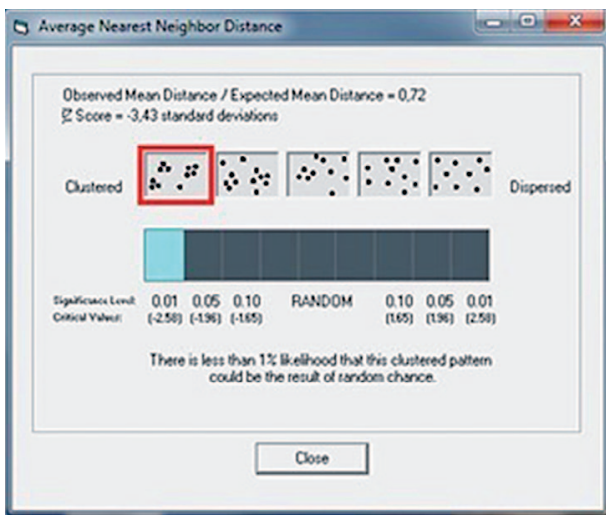 Average Nearest Neighbor Distance
Observed Mean Distance / Expected Mean Distance = 0,72
Z Score = -3,43 standard deviations
Clustered
Dispersed
Significance Level: 0.01 0.05 0.10 RANDOM 0.10 0.05 0.01
Critical Values: (-2.58) (-1.96) (-1.65) (1.65) (1.96) (2.58)
There is less than 1% likelihood that this clustered pattern
could be the result of random chance.
Close